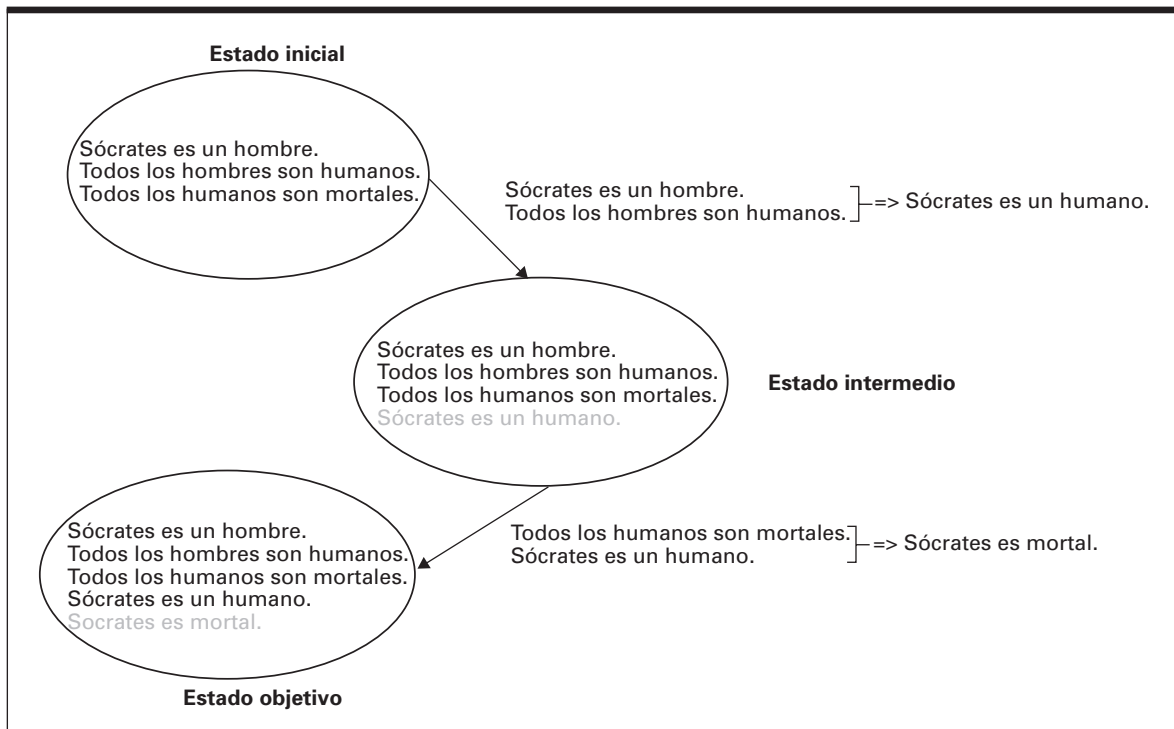 Estado inicial
Sócrates es un hombre.
Todos los hombres son humanos.
Todos los humanos son mortales.
Sócrates es un hombre.
Todos los hombres son humanos.
=> Sócrates es un humano.
Sócrates es un hombre.
Todos los hombres son humanos.
Todos los humanos son mortales.
Sócrates es un humano.
Estado intermedio
Todos los humanos son mortales.
Sócrates es un humano.
=> Sócrates es mortal.
Sócrates es un hombre.
Todos los hombres son humanos.
Todos los humanos son mortales.
Sócrates es un humano.
Socrates es mortal.
Estado objetivo